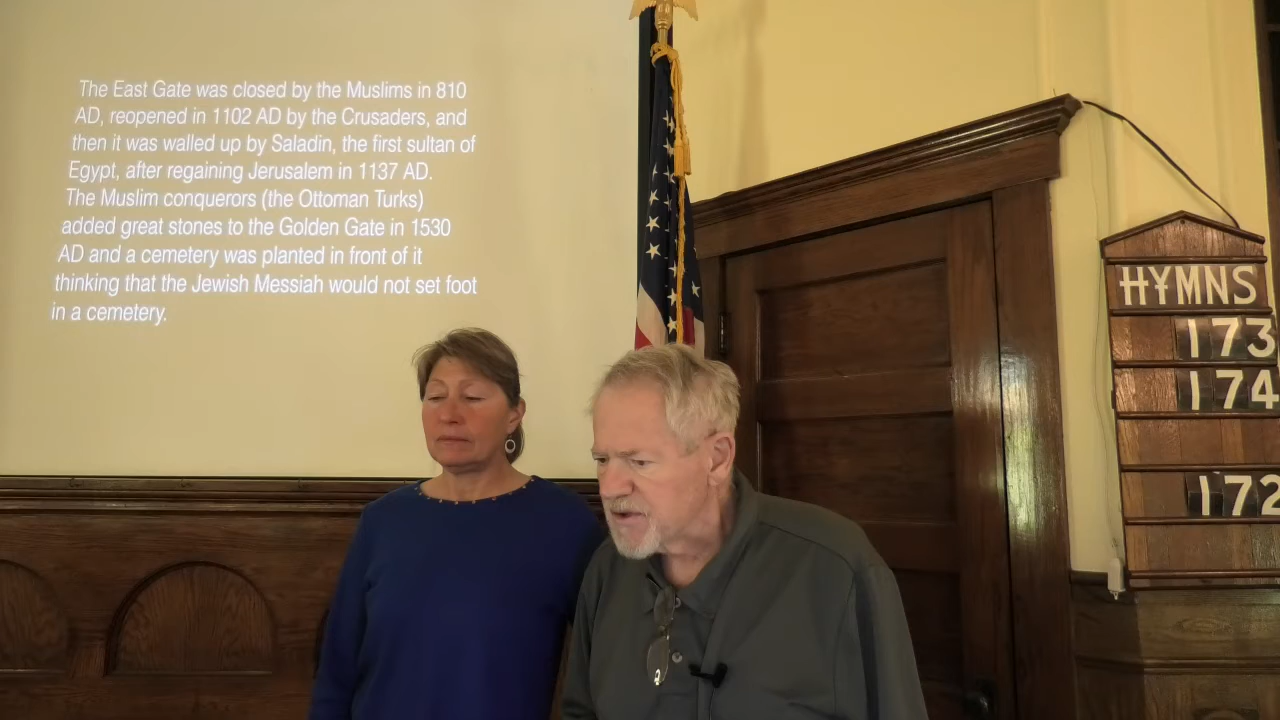 The East Gate was closed by the Muslims in 810
AD, reopened in 1102 AD by the Crusaders, and
then it was walled up by Saladin, the first sultan of
Egypt, after regaining Jerusalem in 1137 AD.
The Muslim conquerors (the Ottoman Turks)
added great stones to the Golden Gate in 1530
AD and a cemetery was planted in front of it
thinking that the Jewish Messiah would not set foot
in a cemetery.
HYMNS
173
174
172